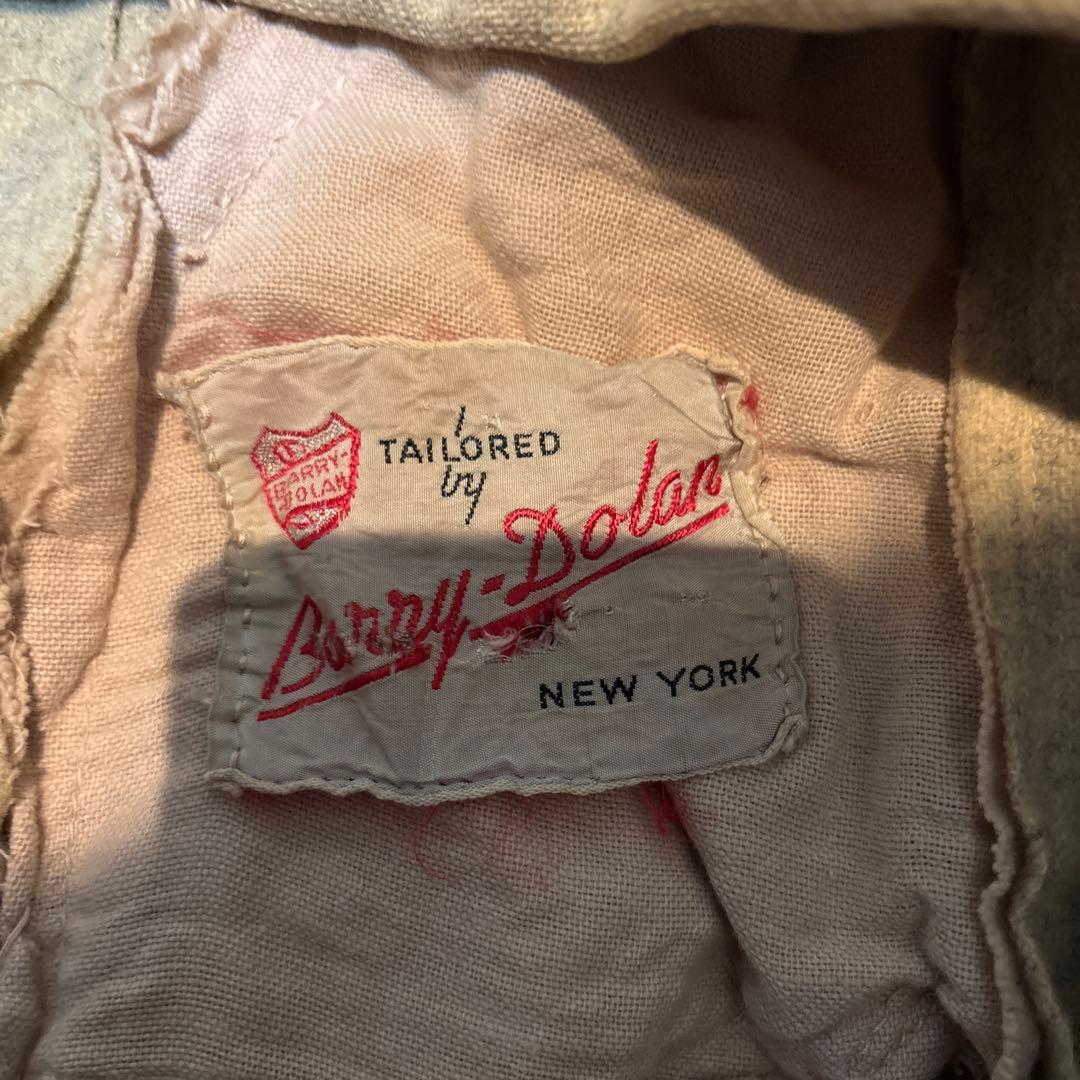 BARRY-
DOLAN
TAILORED
by
Barry-Dolan
NEW YORK